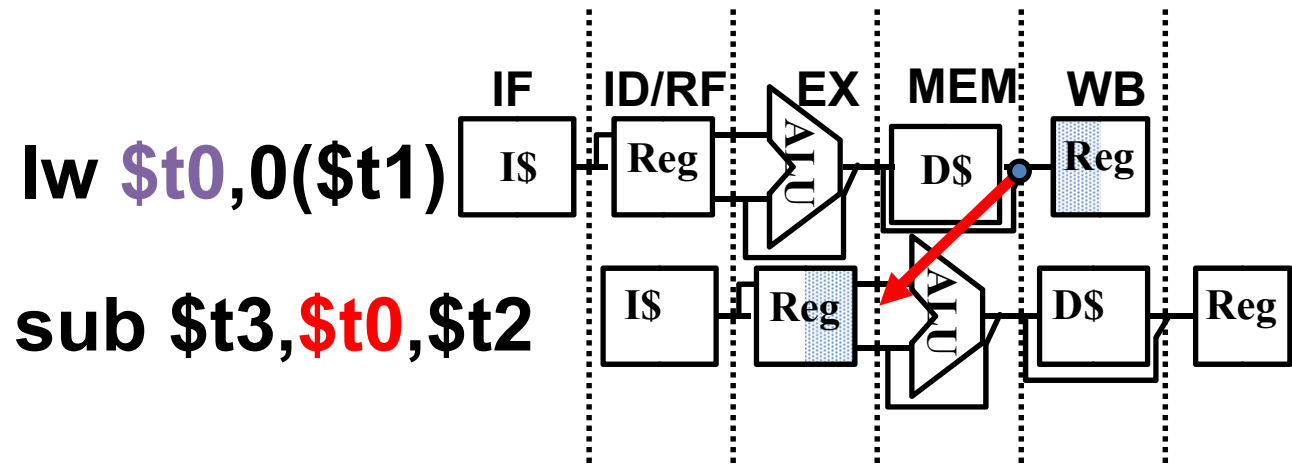 IF ID/RF EX MEM WB
lw $t0,0($t1) I$ Reg ALU D$ Reg
sub $t3,$t0,$t2 I$ Reg ALU D$ Reg